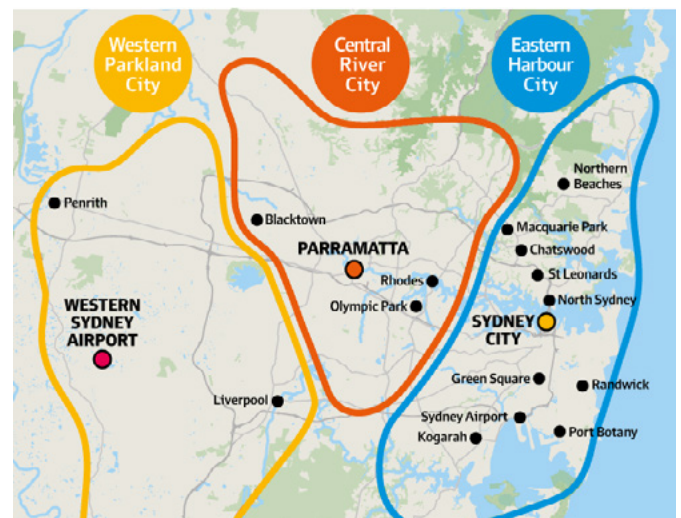 Western
Parkland
City
Central
River
City
Eastern
Harbour
City
Northern
Beaches
Penrith
Blacktown
Macquarie Park
PARRAMATTA
Chatswood
Rhodes
St Leonards
Olympic Park
North Sydney
WESTERN
SYDNEY
AIRPORT
SYDNEY
CITY
Green Square
Randwick
Liverpool
Sydney Airport
Kogarah
Port Botany